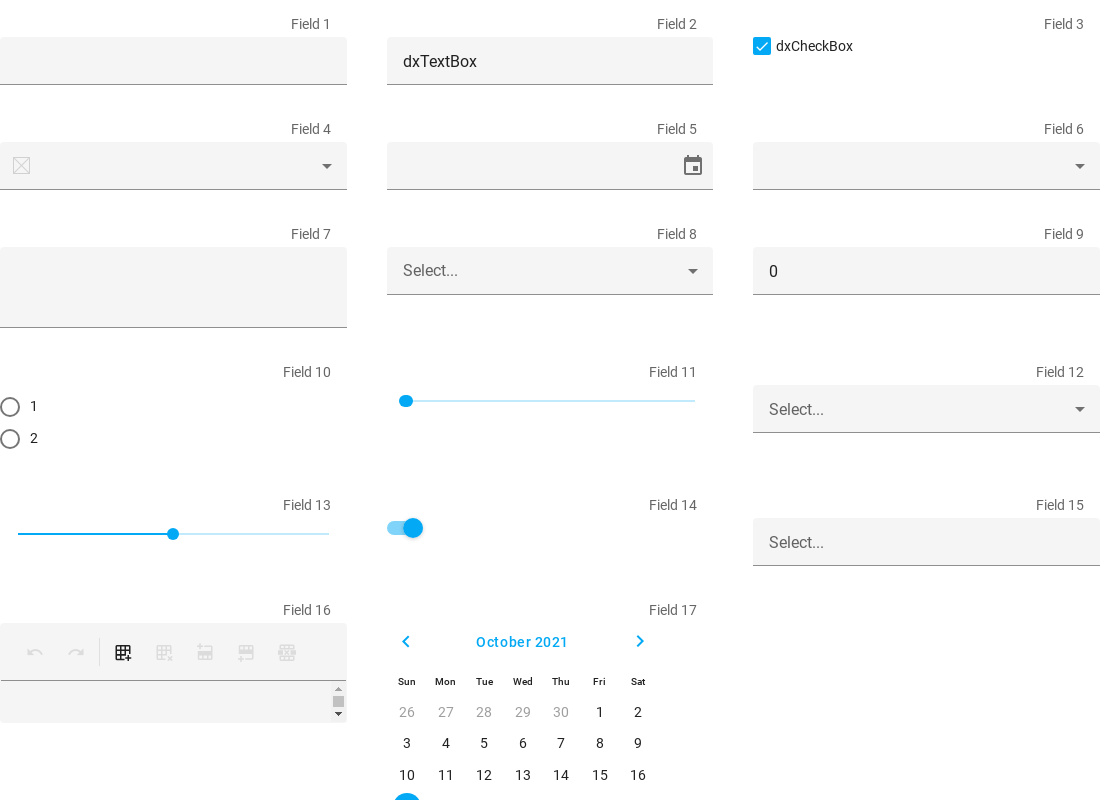 Field 1
Field 2
dxTextBox
Field 3
dxCheckBox
Field 4
Field 5
Field 6
Field 7
Field 8
Select...
Field 9
0
Field 10
1
2
Field 11
Field 12
Select...
Field 13
Field 14
Field 15
Select...
Field 16
Field 17
October 2021
Sun Mon Tue Wed Thu Fri Sat
26 27 28 29 30 1 2
3 4 5 6 7 8 9
10 11 12 13 14 15 16